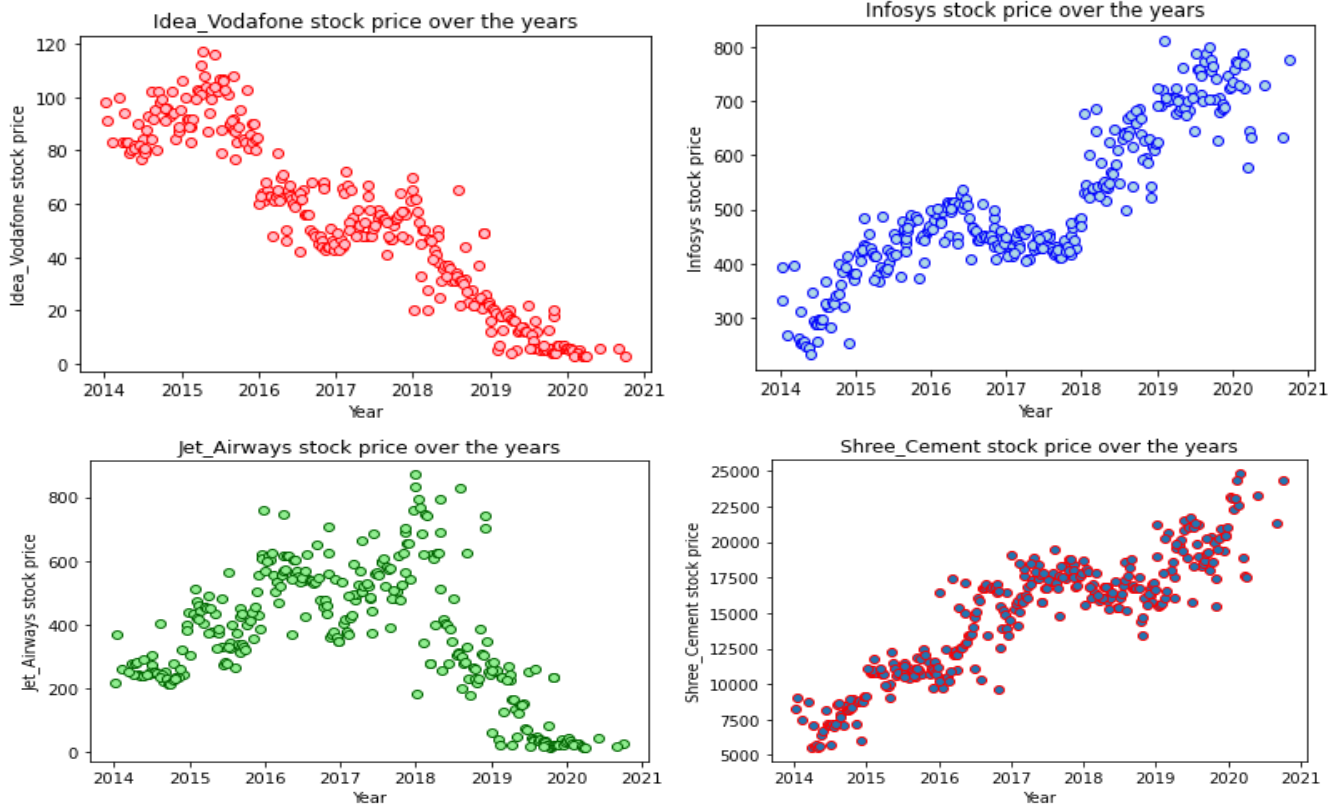 Idea_Vodafone stock price over the years
Idea_Vodafone stock price
120
100
80
60
40
20
0
2014 2015 2016 2017 2018 2019 2020 2021
Year
Infosys stock price over the years
Infosys stock price
800
700
600
500
400
300
2014 2015 2016 2017 2018 2019 2020 2021
Year
Jet_Airways stock price over the years
Jet_Airways stock price
800
600
400
200
0
2014 2015 2016 2017 2018 2019 2020 2021
Year
Shree_Cement stock price over the years
Shree_Cement stock price
25000
22500
20000
17500
15000
12500
10000
7500
5000
2014 2015 2016 2017 2018 2019 2020 2021
Year